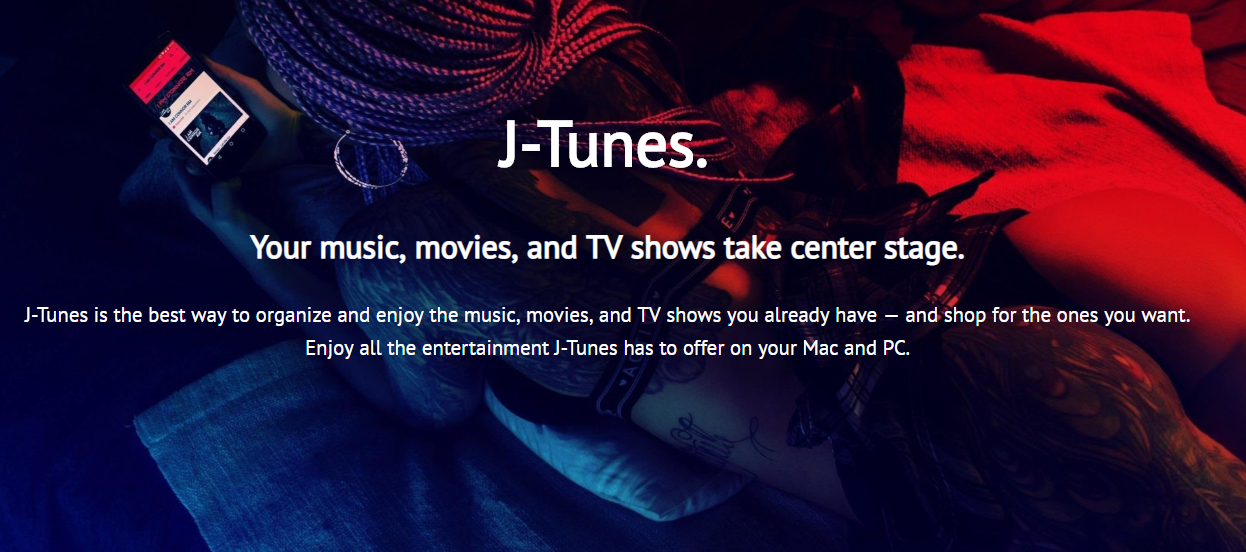 J-Tunes.
Your music, movies, and TV shows take center stage.
J-Tunes is the best way to organize and enjoy the music, movies, and TV shows you already have — and shop for the ones you want.
Enjoy all the entertainment J-Tunes has to offer on your Mac and PC.